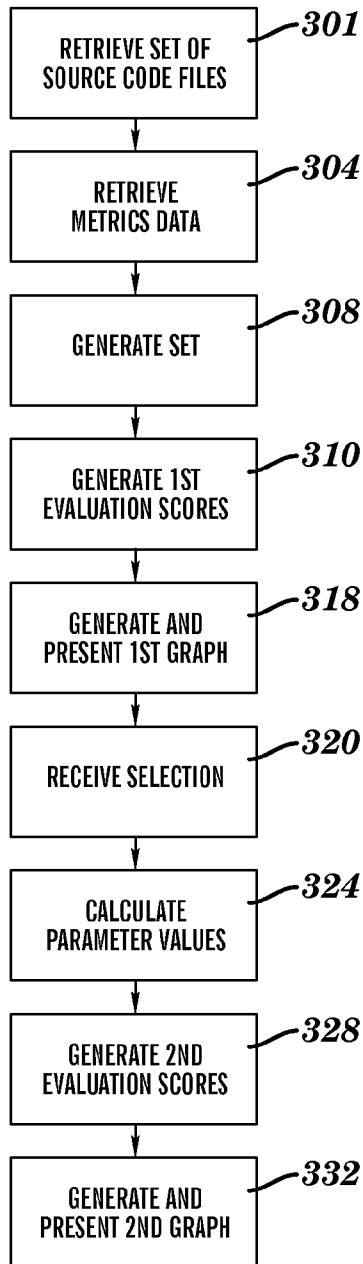 301
RETRIEVE SET OF
SOURCE CODE FILES
304
RETRIEVE
METRICS DATA
308
GENERATE SET
310
GENERATE 1ST
EVALUATION SCORES
318
GENERATE AND
PRESENT 1ST GRAPH
320
RECEIVE SELECTION
324
CALCULATE
PARAMETER VALUES
328
GENERATE 2ND
EVALUATION SCORES
332
GENERATE AND
PRESENT 2ND GRAPH